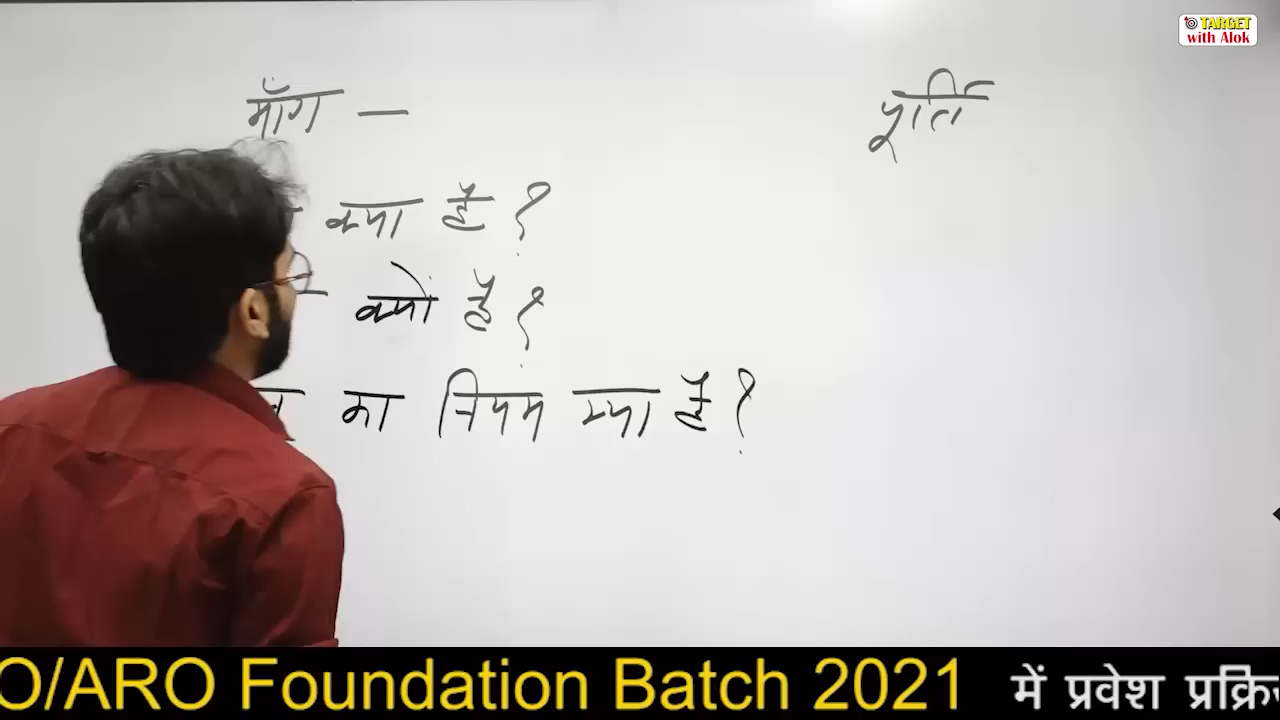 TARGET
with Alok
माँग —
पूर्ति
क्या है?
क्यों है?
का नियम क्या है?
O/ARO Foundation Batch 2021 में प्रवेश प्रक्रि